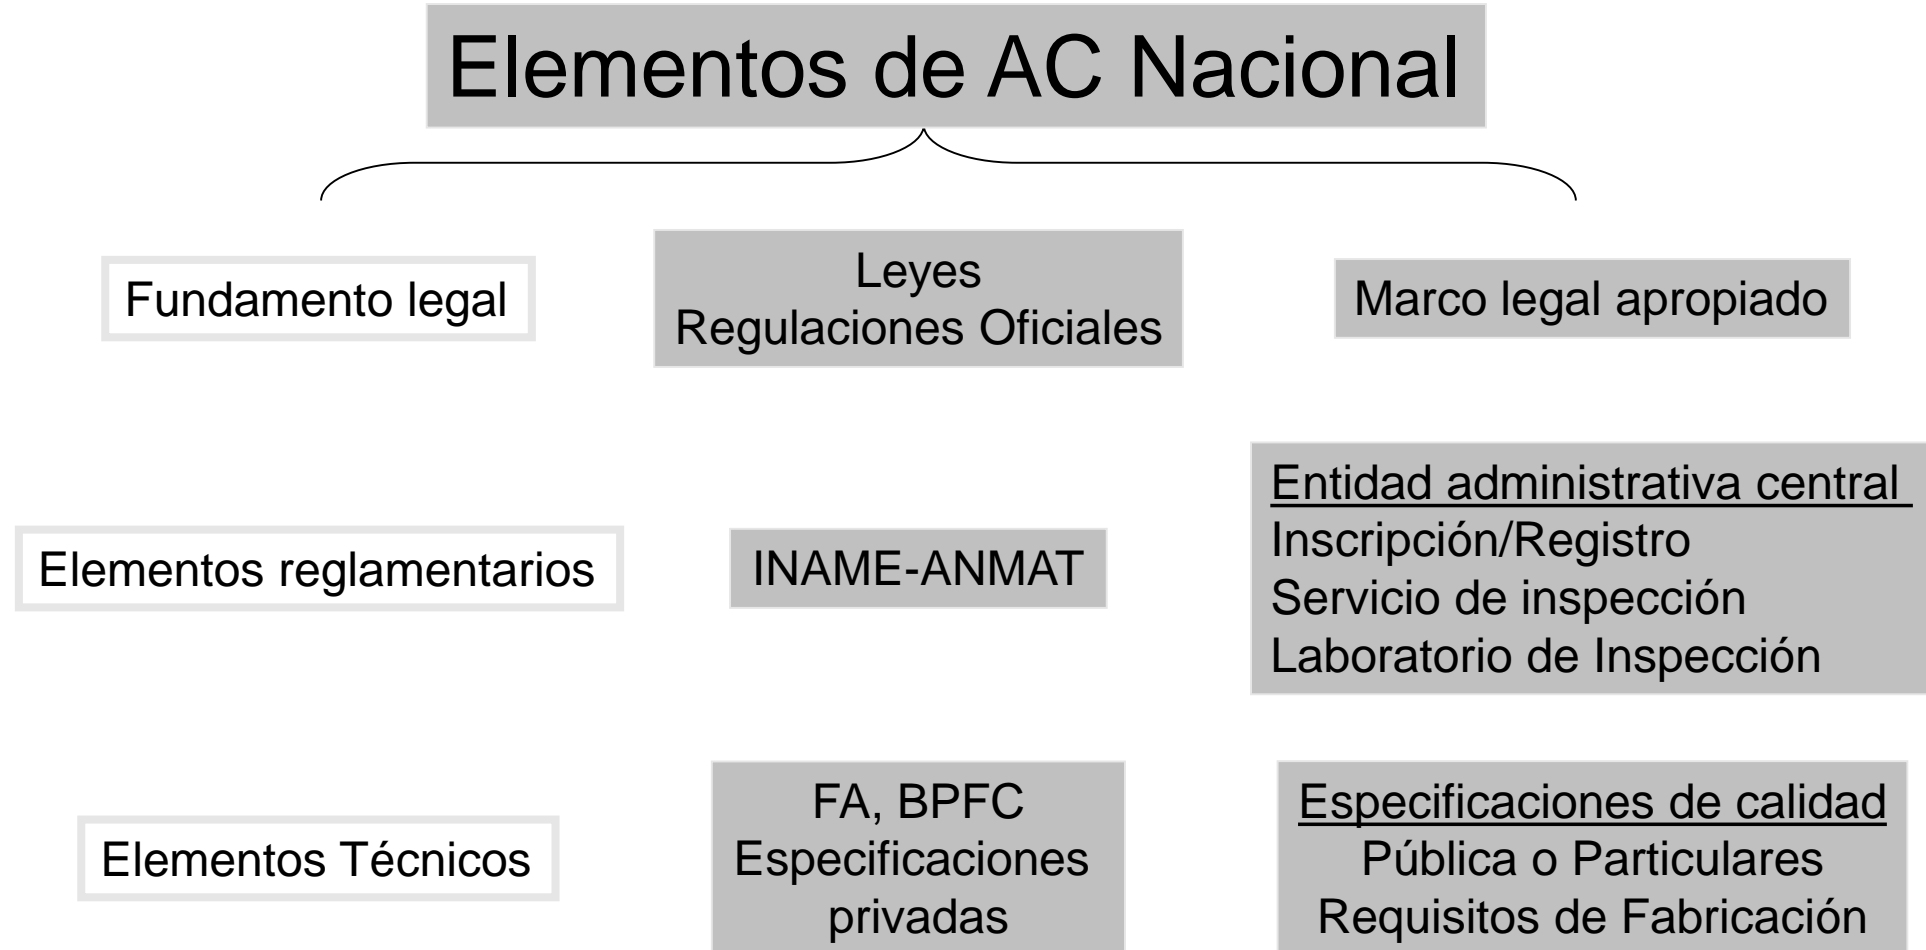 Elementos de AC Nacional
Fundamento legal
Leyes
Regulaciones Oficiales
Marco legal apropiado
Elementos reglamentarios
INAME-ANMAT
Entidad administrativa central
Inscripción/Registro
Servicio de inspección
Laboratorio de Inspección
Elementos Técnicos
FA, BPFC
Especificaciones
privadas
Especificaciones de calidad
Pública o Particulares
Requisitos de Fabricación